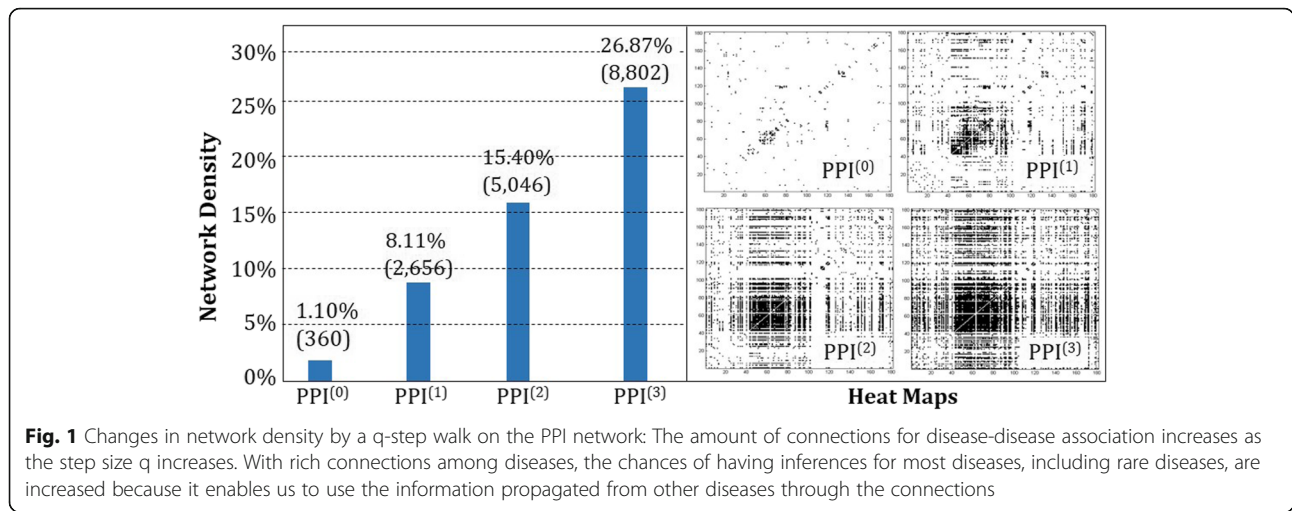 30%
25%
20%
15%
10%
5%
0%
Network Density
1.10%
(360)
8.11%
(2,656)
15.40%
(5,046)
26.87%
(8,802)
PPI(0) PPI(1) PPI(2) PPI(3)
PPI(0)
PPI(1)
PPI(2)
PPI(3)
Heat Maps
Fig. 1 Changes in network density by a q-step walk on the PPI network: The amount of connections for disease-disease association increases as
the step size q increases. With rich connections among diseases, the chances of having inferences for most diseases, including rare diseases, are
increased because it enables us to use the information propagated from other diseases through the connections